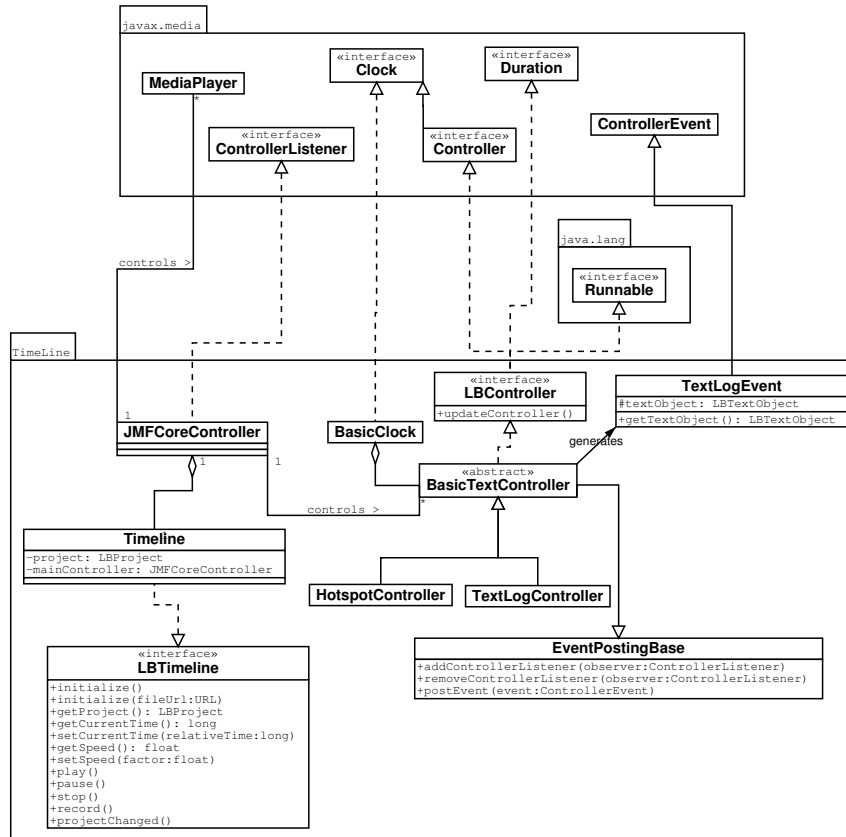 javax.media
«interface»
Clock
«interface»
Duration
MediaPlayer
*
ControllerEvent
«interface»
ControllerListener
«interface»
Controller
java.lang
controls >
«interface»
Runnable
TimeLine
«interface»
LBController
+updateController()
TextLogEvent
#textObject: LBTextObject
+getTextObject(): LBTextObject
1
JMFCoreController
BasicClock
generates
1
1
«abstract»
BasicTextController
*
controls >
Timeline
-project: LBProject
-mainController: JMFCoreController
HotspotController
TextLogController
EventPostingBase
+addControllerListener(observer:ControllerListener)
+removeControllerListener(observer:ControllerListener)
+postEvent(event:ControllerEvent)
«interface»
LBTimeline
+initialize()
+initialize(fileUrl:URL)
+getProject(): LBProject
+getCurrentTime(): long
+setCurrentTime(relativeTime:long)
+getSpeed(): float
+setSpeed(factor:float)
+play()
+pause()
+stop()
+record()
+projectChanged()